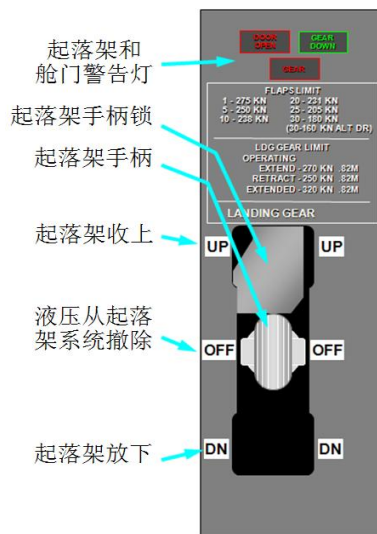 起落架和
舱门警告灯
起落架手柄锁
起落架手柄
起落架收上
液压从起落
架系统撤除
起落架放下
DOOR
OPEN
GEAR
DOWN
GEAR
FLAPS LIMIT
1 - 275 KN 20 - 231 KN
5 - 250 KN 25 - 205 KN
10 - 238 KN 30 - 180 KN
(30-160 KN ALT DR)
LDG GEAR LIMIT
OPERATING
EXTEND - 270 KN .82M
RETRACT - 250 KN .82M
EXTENDED - 320 KN .82M
LANDING GEAR
UP UP
OFF OFF
DN DN